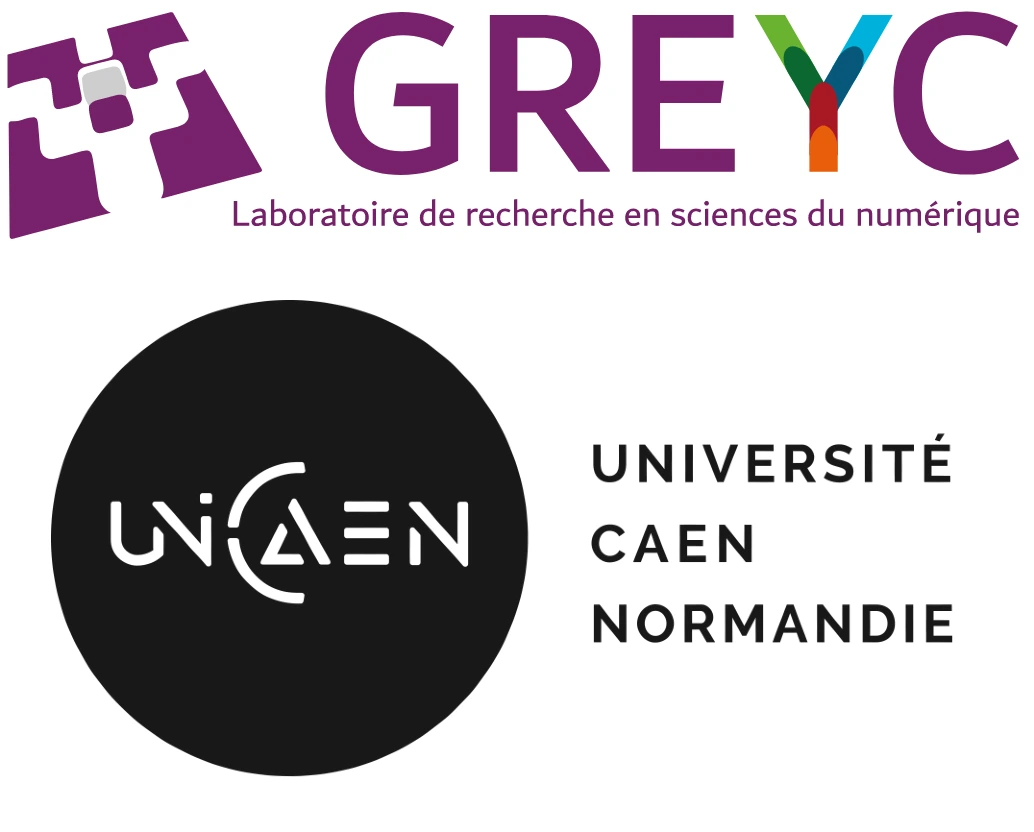 GREYC
Laboratoire de recherche en sciences du numérique
UNICAEN
UNIVERSITÉ
CAEN
NORMANDIE